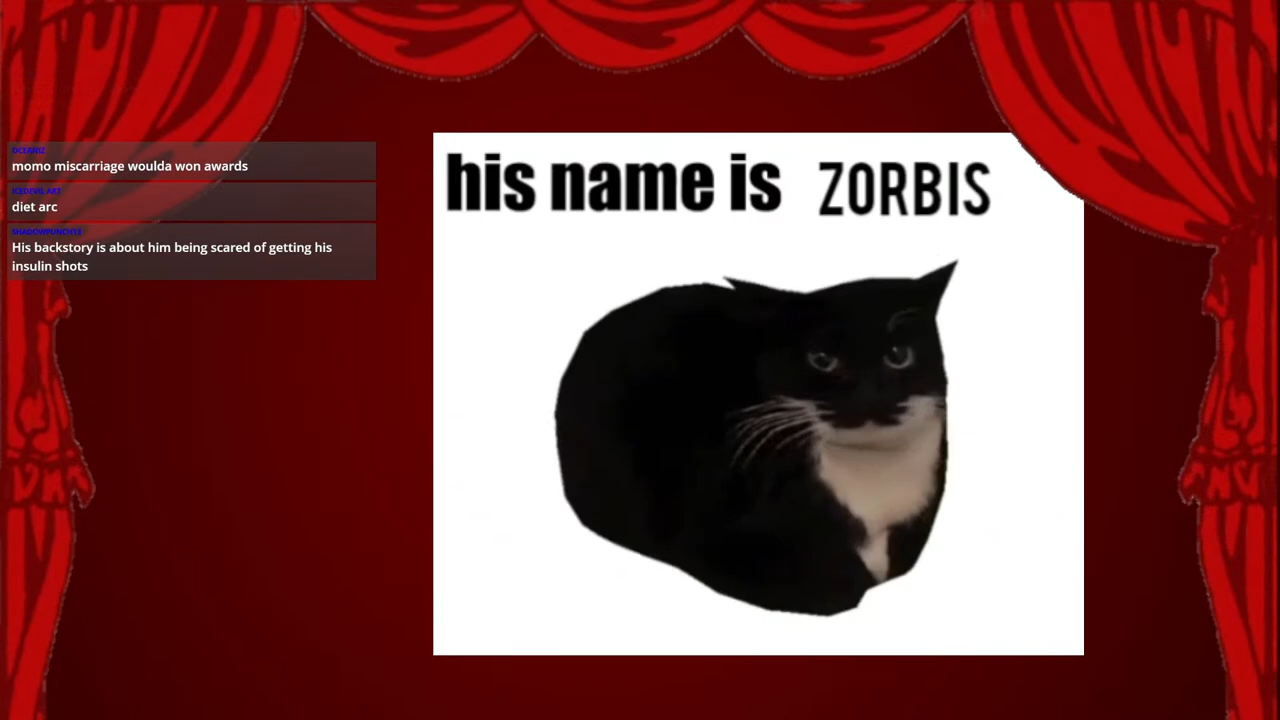 his name is ZORBIS
momo miscarriage woulda won awards
diet arc
His backstory is about him being scared of getting his
insulin shots